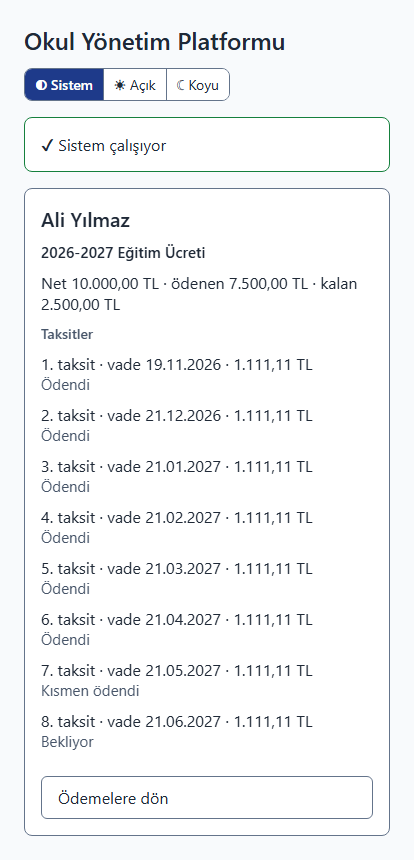 Okul Yönetim Platformu
Sistem
Açık
Koyu
✓ Sistem çalışıyor
Ali Yılmaz
2026-2027 Eğitim Ücreti
Net 10.000,00 TL · ödenen 7.500,00 TL · kalan
2.500,00 TL
Taksitler
1. taksit · vade 19.11.2026 · 1.111,11 TL
Ödendi
2. taksit · vade 21.12.2026 · 1.111,11 TL
Ödendi
3. taksit · vade 21.01.2027 · 1.111,11 TL
Ödendi
4. taksit · vade 21.02.2027 · 1.111,11 TL
Ödendi
5. taksit · vade 21.03.2027 · 1.111,11 TL
Ödendi
6. taksit · vade 21.04.2027 · 1.111,11 TL
Ödendi
7. taksit · vade 21.05.2027 · 1.111,11 TL
Kısmen ödendi
8. taksit · vade 21.06.2027 · 1.111,11 TL
Bekliyor
Ödemelere dön